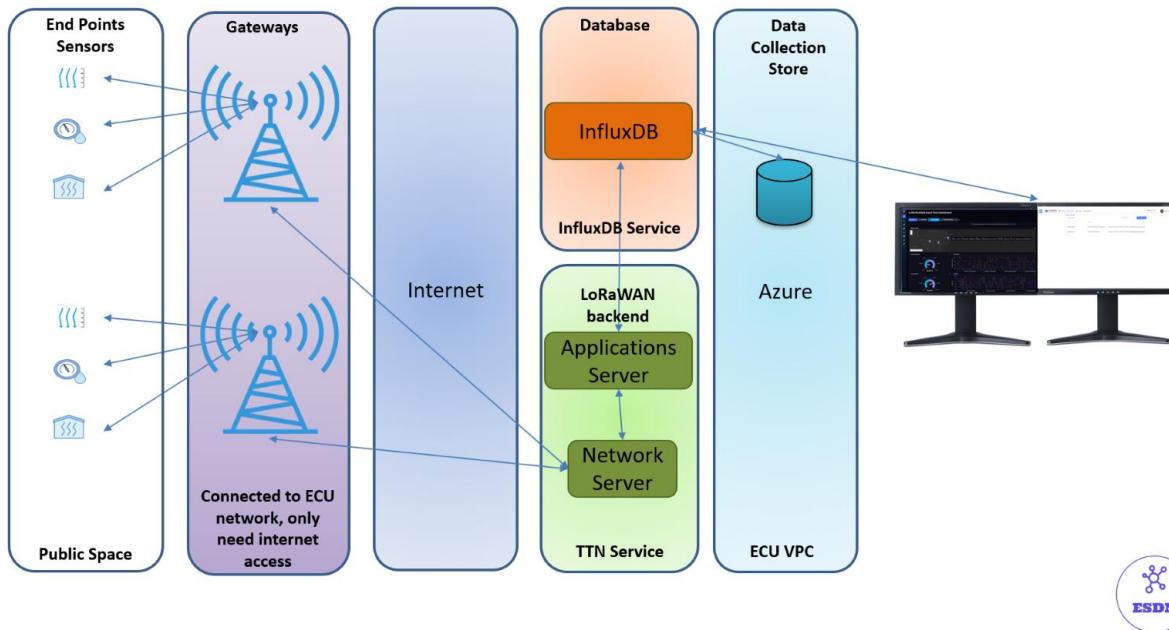 End Points
Sensors
Public Space
Gateways
Connected to ECU
network, only
need internet
access
Internet
Database
InfluxDB
InfluxDB Service
LoRaWAN
backend
Applications
Server
Network
Server
TTN Service
Data
Collection
Store
Azure
ECU VPC